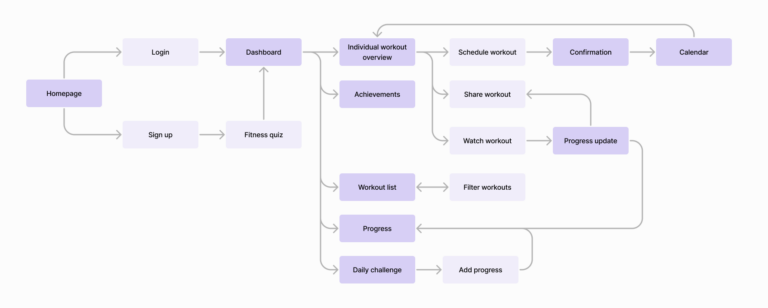 Homepage
Login
Sign up
Dashboard
Fitness quiz
Individual workout
overview
Achievements
Workout list
Progress
Daily challenge
Schedule workout
Share workout
Watch workout
Filter workouts
Add progress
Confirmation
Progress update
Calendar